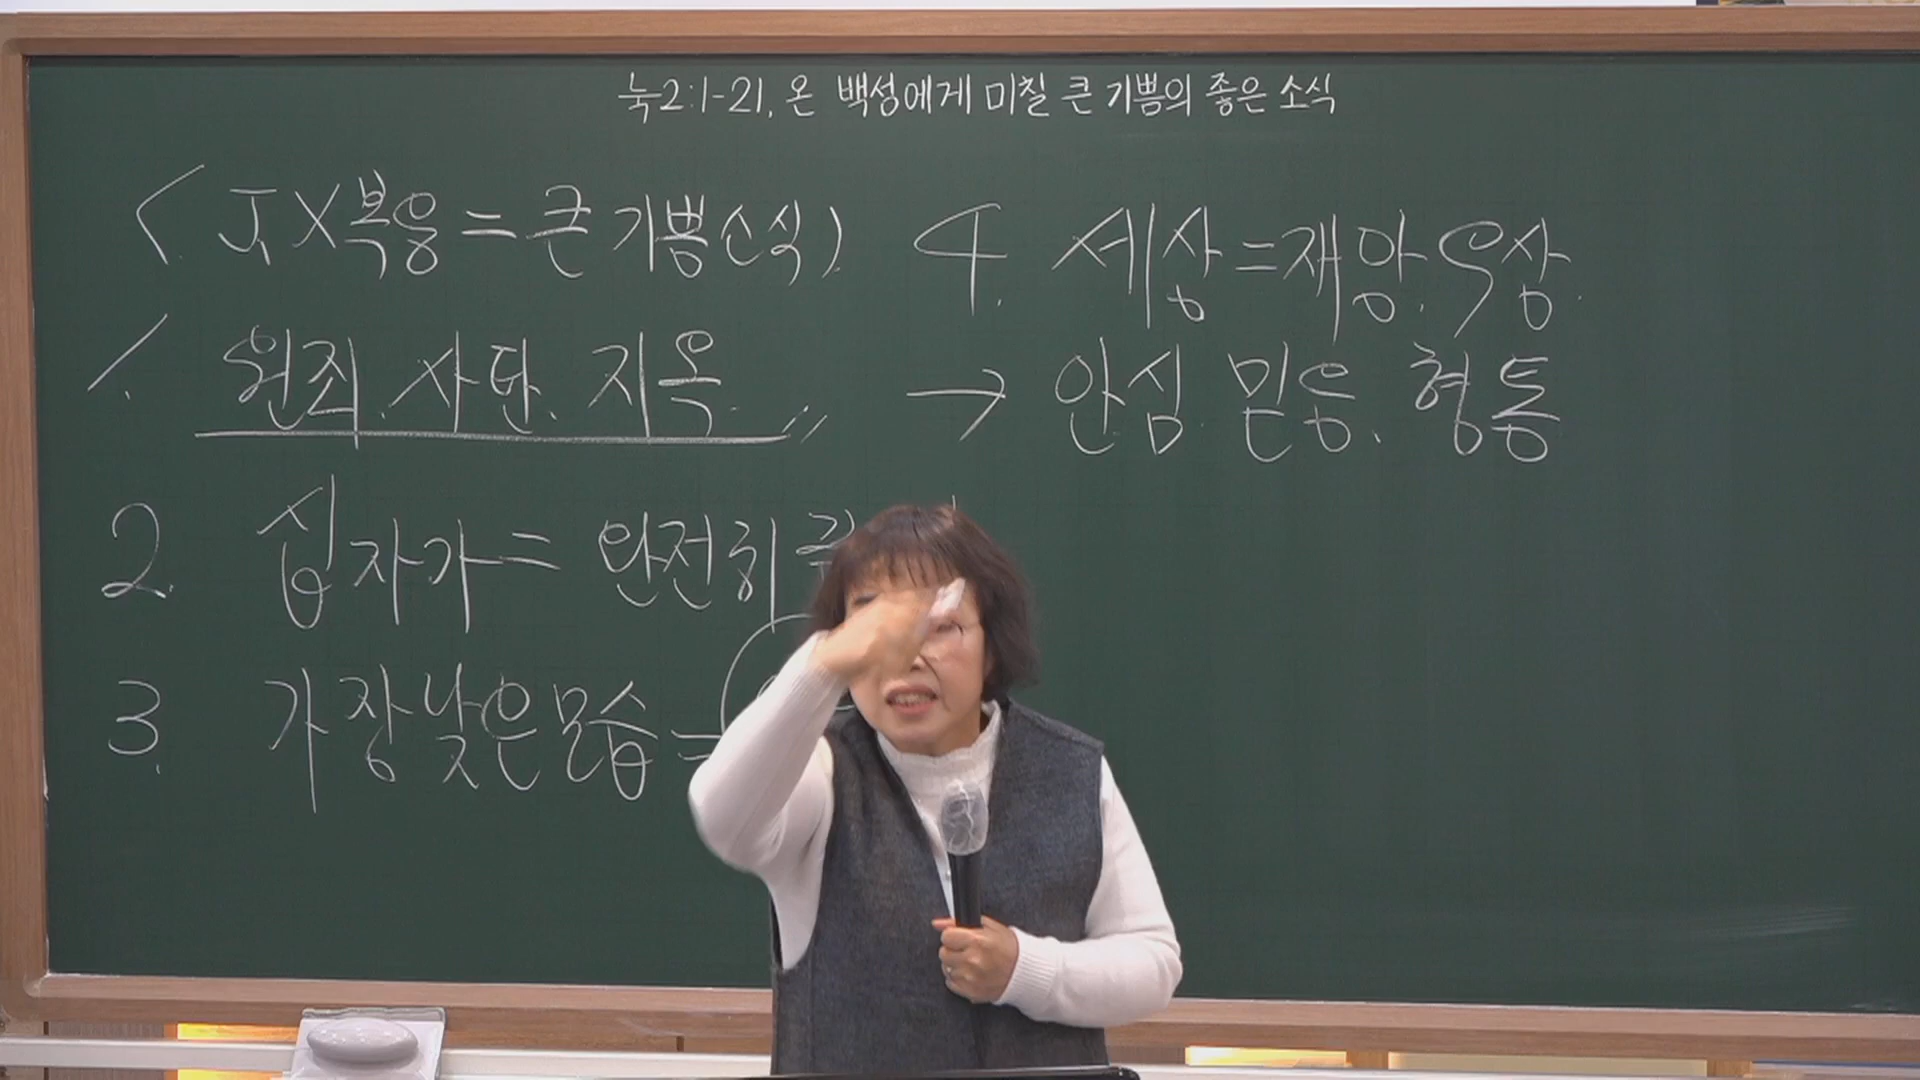 눅2:1-21, 온 백성에게 미칠 큰 기쁨의 좋은 소식
< J.X복음=큰기쁨소식).
1. 원죄.사단.지옥.〃
2. 십자가= 완전히
3. 가장낮은모습=
4. 세상=재앙.우상.
→ 안심.믿음.형통